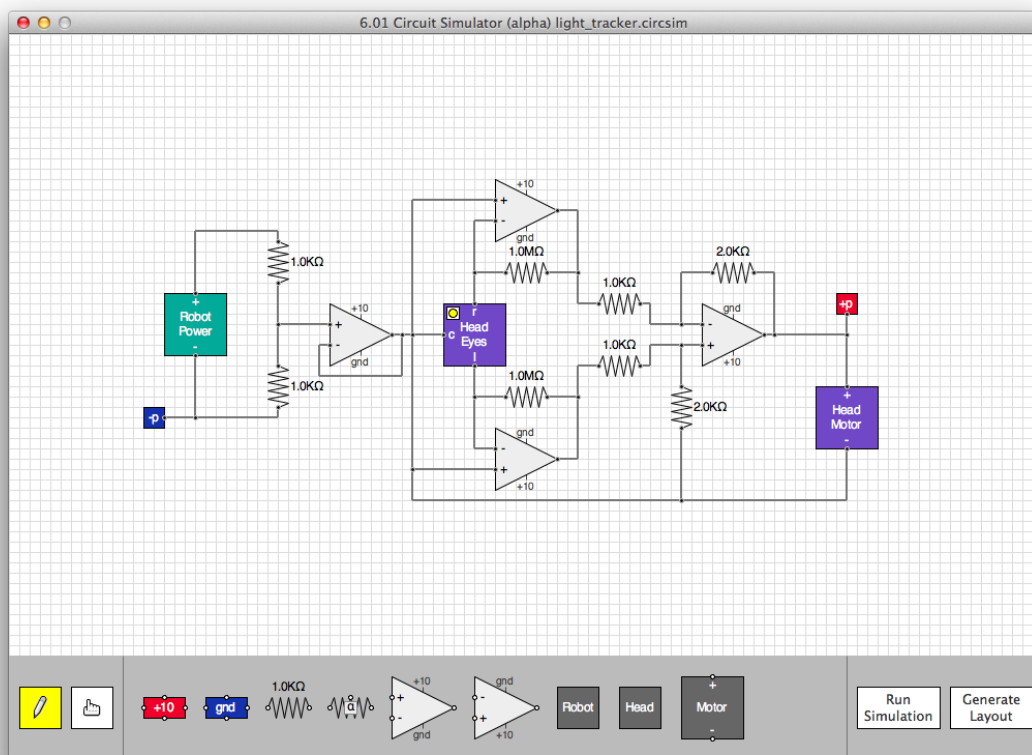 6.01 Circuit Simulator (alpha) light_tracker.circsim
+10
+
-
gnd
1.0MΩ
2.0KΩ
1.0KΩ
1.0KΩ
+
Robot
Power
-
+10
+
-
gnd
r
c Head
Eyes
l
gnd
-
+
+10
+p
1.0KΩ
1.0KΩ
1.0MΩ
2.0KΩ
-p
+
Head
Motor
-
gnd
-
+
+10
1.0KΩ
+10
gnd
α
+10
+
-
gnd
gnd
-
+
+10
Robot
Head
+
Motor
-
Run
Simulation
Generate
Layout